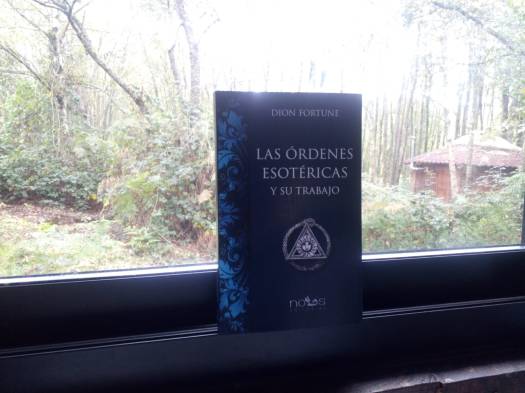 DION FORTUNE
LAS ÓRDENES
ESOTÉRICAS
Y SU TRABAJO